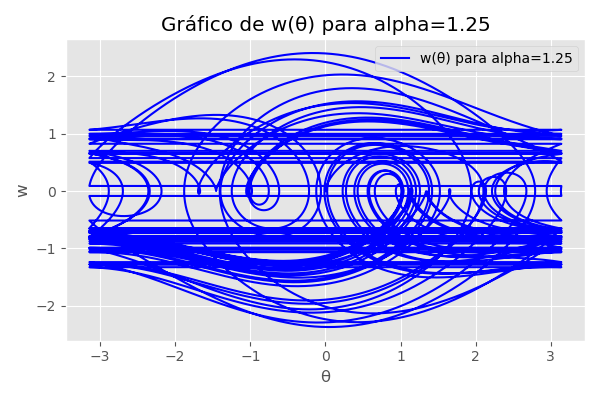 Gráfico de w(θ) para alpha=1.25
w(θ) para alpha=1.25
w
2
1
0
−1
−2
−3 −2 −1 0 1 2 3
θ